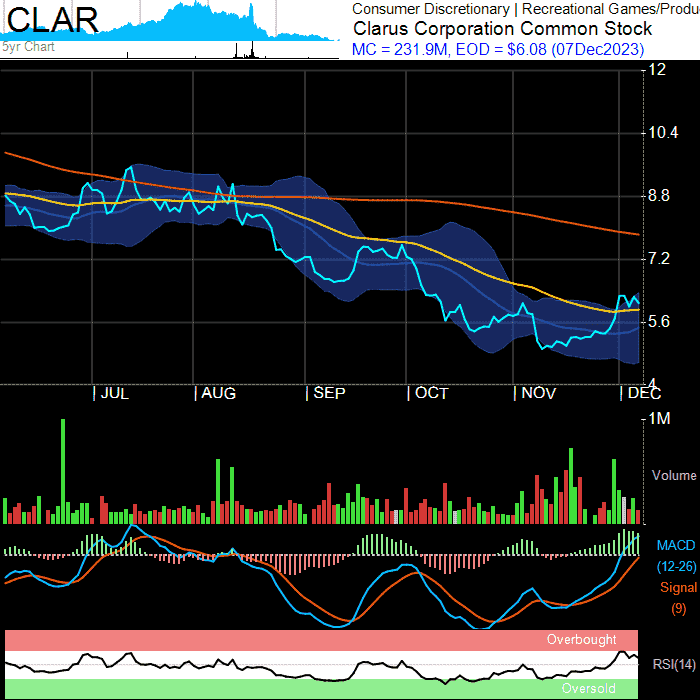 CLAR
5yr Chart
Consumer Discretionary | Recreational Games/Produ
Clarus Corporation Common Stock
MC = 231.9M, EOD = $6.08 (07Dec2023)
12
10.4
8.8
7.2
5.6
4
JUL
AUG
SEP
OCT
NOV
DEC
1M
Volume
MACD
(12-26)
Signal
(9)
Overbought
RSI(14)
Oversold